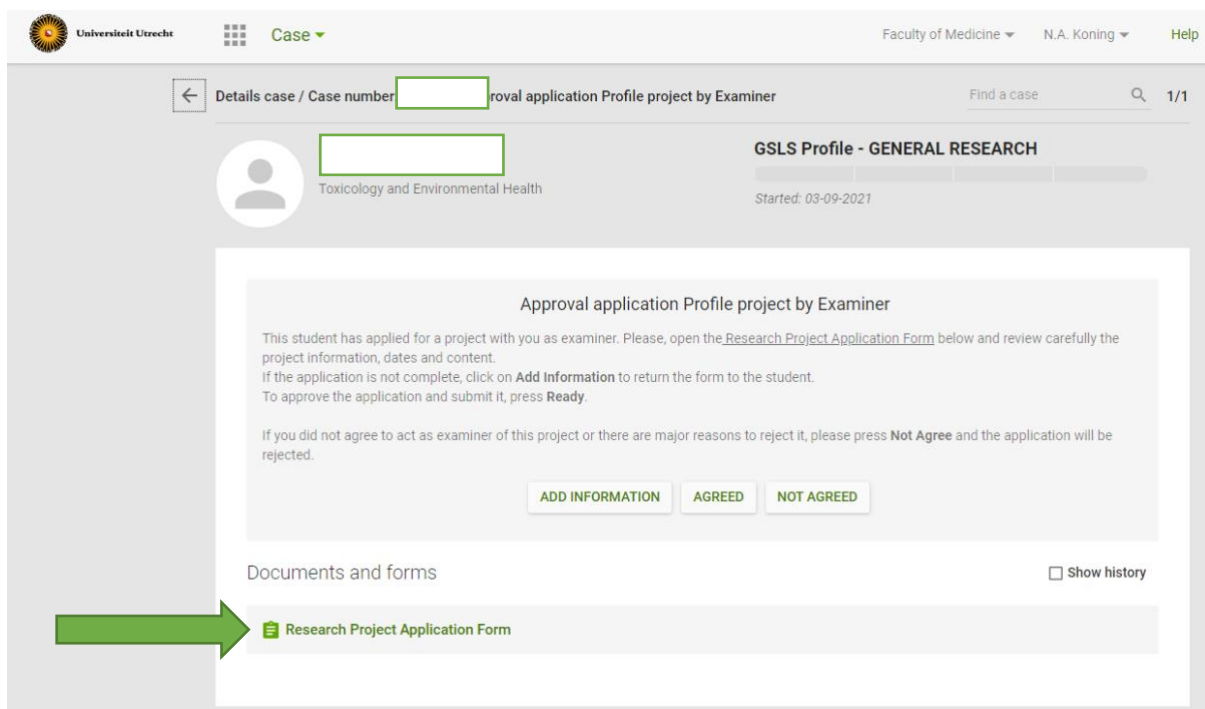 Universiteit Utrecht
Case
Faculty of Medicine
N.A. Koning
Help
Details case / Case number roval application Profile project by Examiner
Find a case
1/1
GSLS Profile - GENERAL RESEARCH
Toxicology and Environmental Health
Started: 03-09-2021
Approval application Profile project by Examiner
This student has applied for a project with you as examiner. Please, open the Research Project Application Form below and review carefully the
project information, dates and content.
If the application is not complete, click on Add Information to return the form to the student.
To approve the application and submit it, press Ready.
If you did not agree to act as examiner of this project or there are major reasons to reject it, please press Not Agree and the application will be
rejected.
ADD INFORMATION
AGREED
NOT AGREED
Documents and forms
Show history
Research Project Application Form